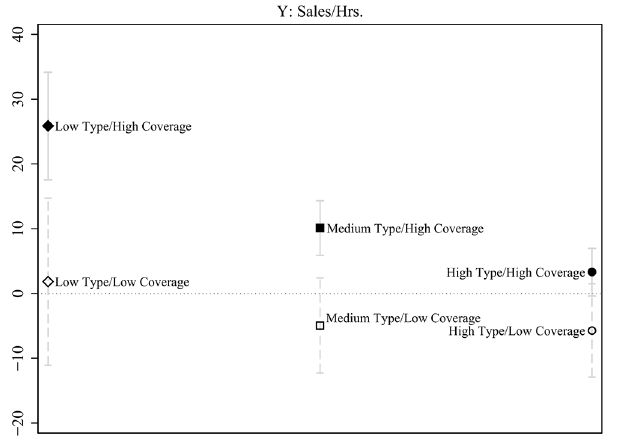 Y: Sales/Hrs.
40
30
20
10
0
−10
−20
Low Type/High Coverage
Medium Type/High Coverage
High Type/High Coverage
Low Type/Low Coverage
Medium Type/Low Coverage
High Type/Low Coverage